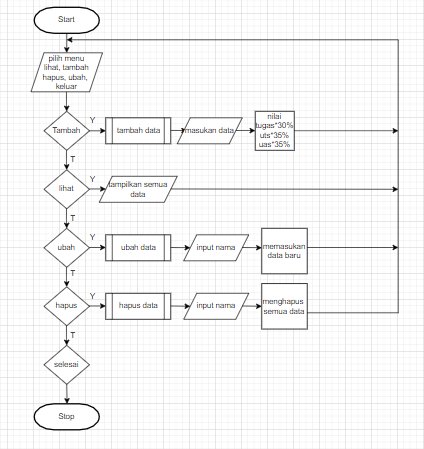 Start
pilih menu
lihat, tambah
hapus, ubah,
keluar
Tambah
Y
tambah data
masukan data
nilai
tugas*30%
uts*35%
uas*35%
T
lihat
Y
tampilkan semua
data
T
ubah
Y
ubah data
input nama
memasukan
data baru
T
hapus
Y
hapus data
input nama
menghapus
semua data
T
selesai
Stop